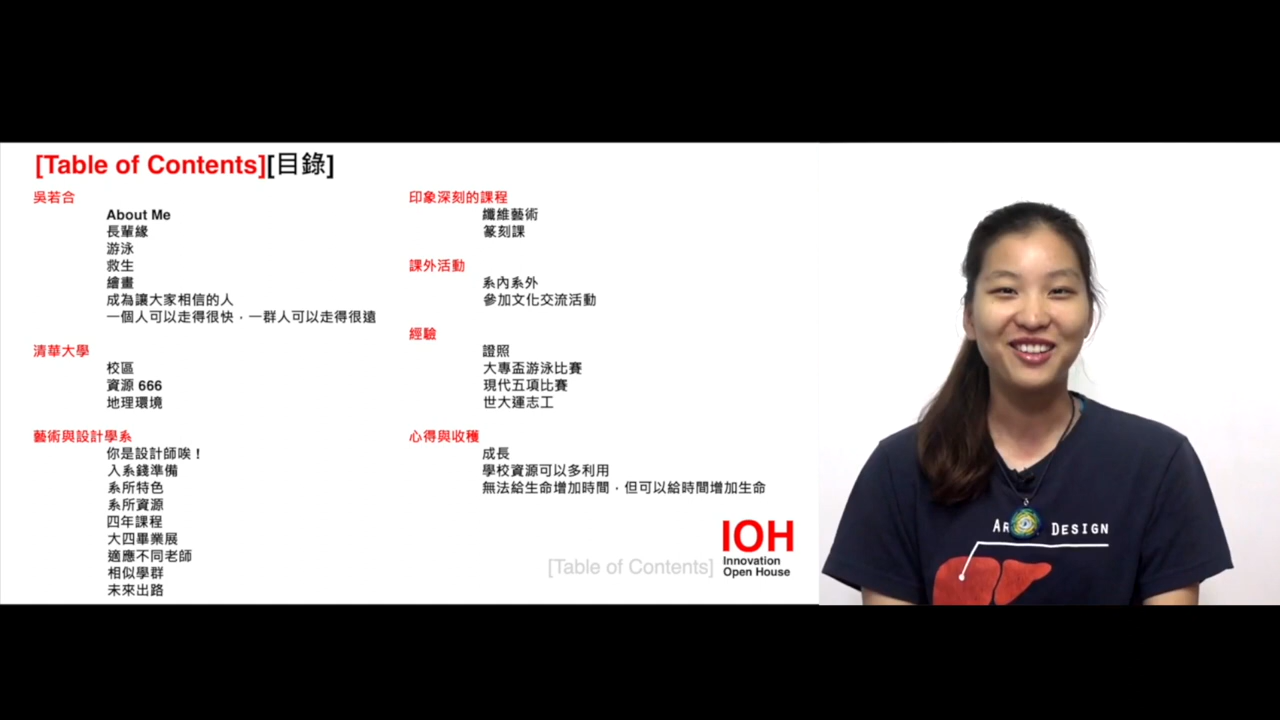 [Table of Contents][目錄]
吳若合
About Me
長輩緣
游泳
救生
繪畫
成為讓大家相信的人
一個人可以走得很快，一群人可以走得很遠
清華大學
校區
資源 666
地理環境
藝術與設計學系
你是設計師唉！
入系錢準備
系所特色
系所資源
四年課程
大四畢業展
適應不同老師
相似學群
未來出路
印象深刻的課程
纖維藝術
篆刻課
課外活動
系內系外
參加文化交流活動
經驗
證照
大專盃游泳比賽
現代五項比賽
世大運志工
心得與收穫
成長
學校資源可以多利用
無法給生命增加時間，但可以給時間增加生命
IOH
Innovation
Open House
[Table of Contents]
DESIGN